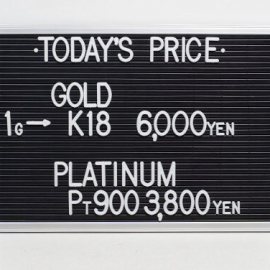 ·TODAY'S PRICE·
GOLD
1G→ K18 6,000YEN
PLATINUM
PT900 3,800YEN